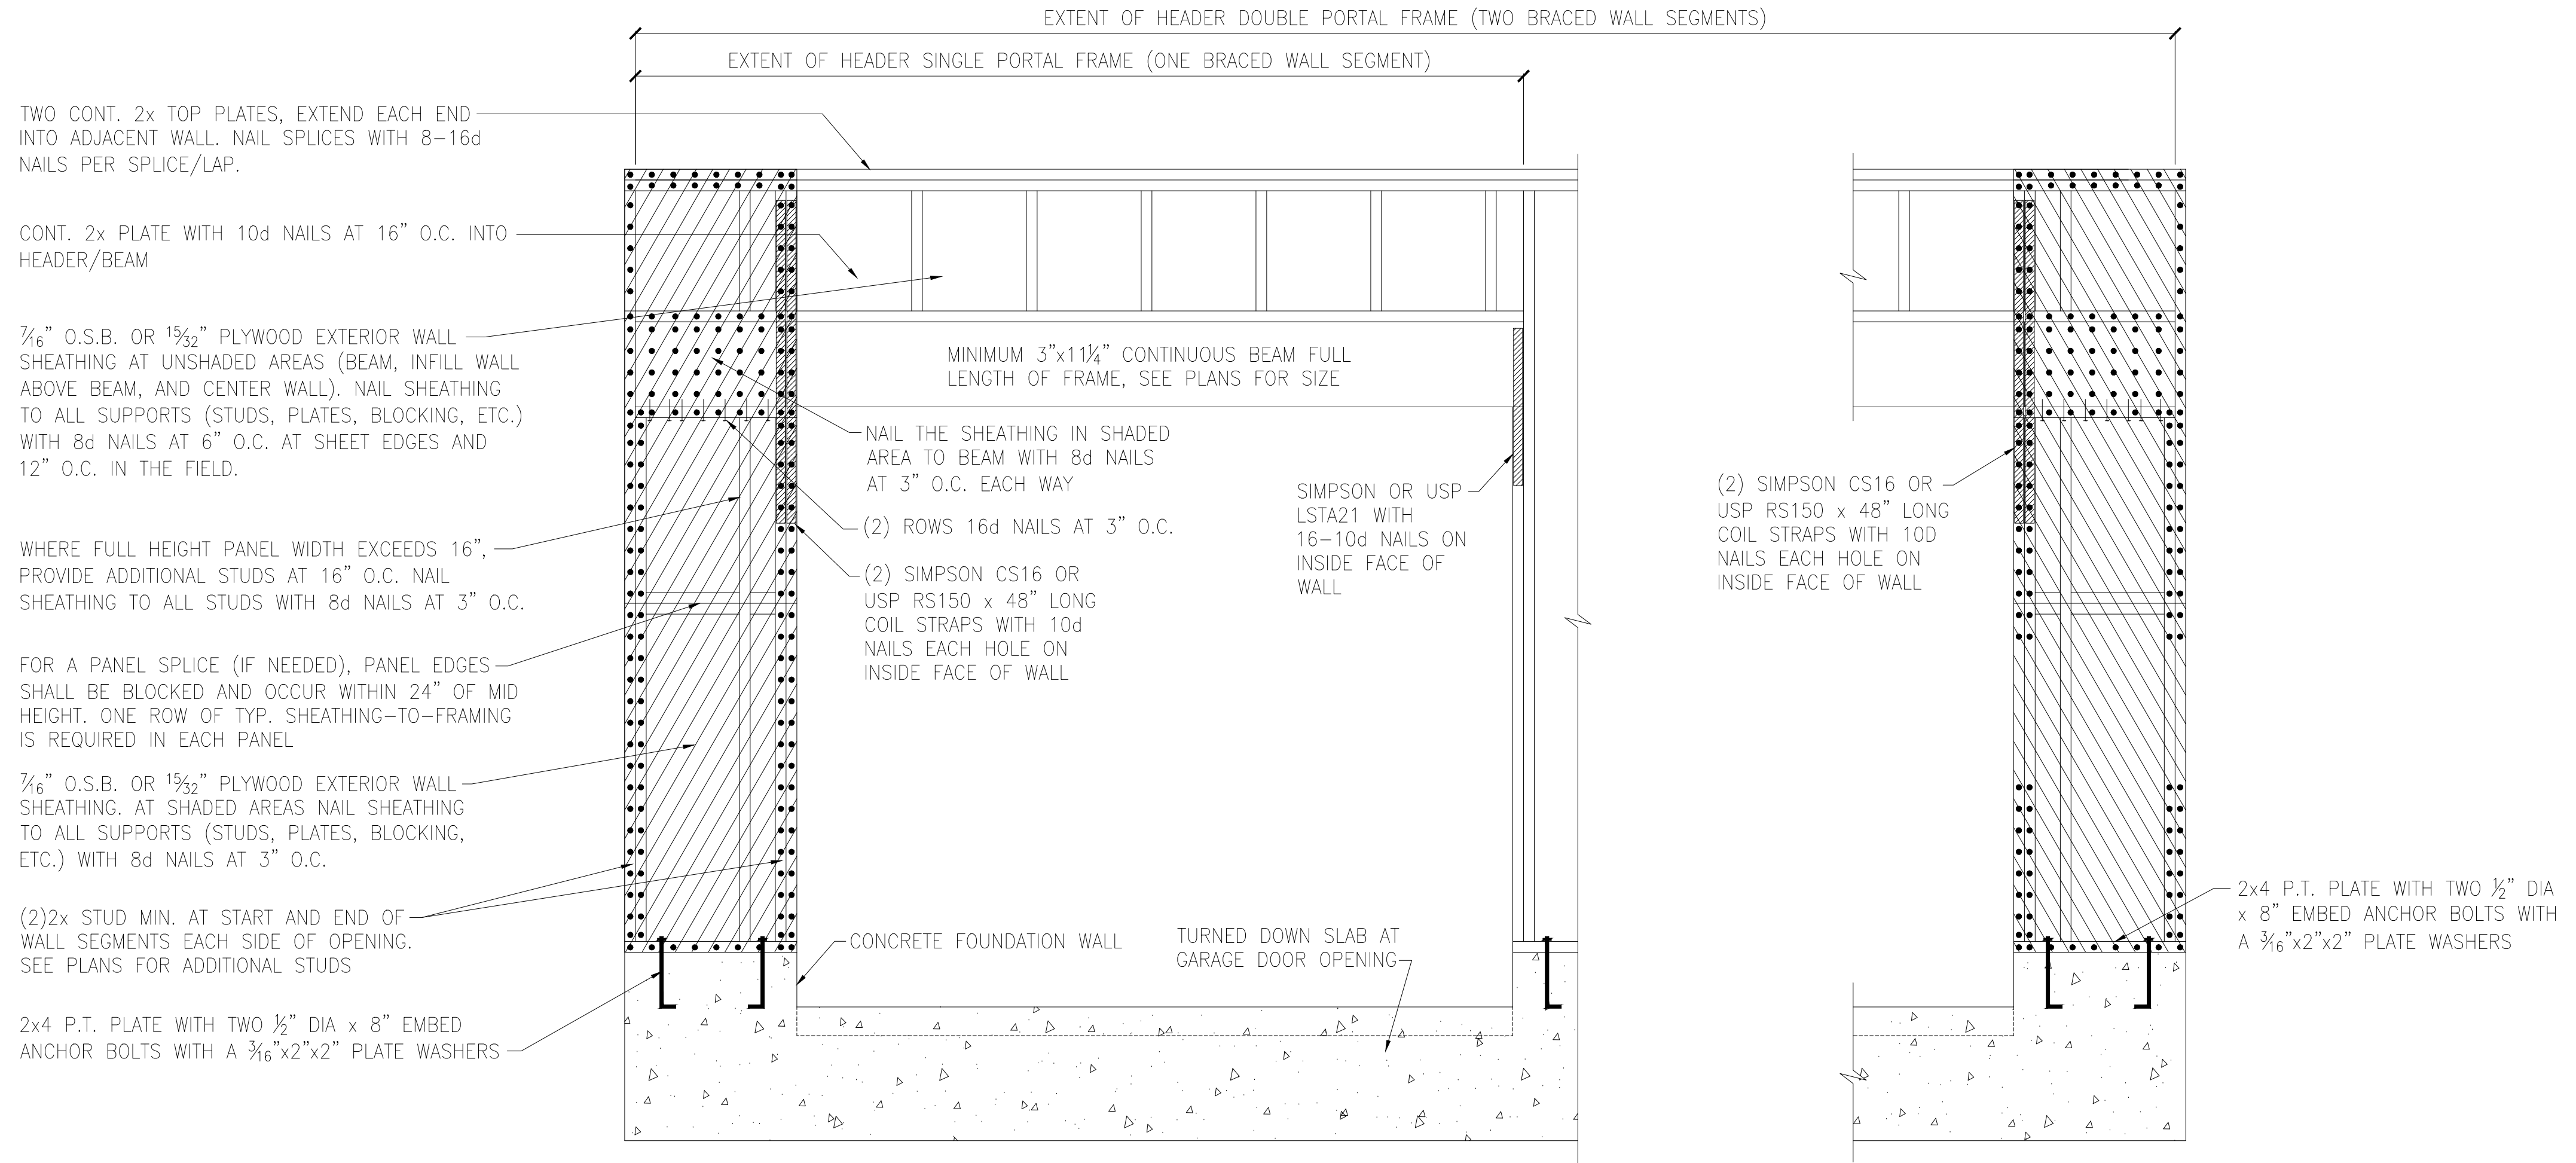 EXTENT OF HEADER DOUBLE PORTAL FRAME (TWO BRACED WALL SEGMENTS)
EXTENT OF HEADER SINGLE PORTAL FRAME (ONE BRACED WALL SEGMENT)
TWO CONT. 2x TOP PLATES, EXTEND EACH END
INTO ADJACENT WALL. NAIL SPLICES WITH 8-16d
NAILS PER SPLICE/LAP.
CONT. 2x PLATE WITH 10d NAILS AT 16" O.C. INTO
HEADER/BEAM
7/16" O.S.B. OR 15/32" PLYWOOD EXTERIOR WALL
SHEATHING AT UNSHADED AREAS (BEAM, INFILL WALL
ABOVE BEAM, AND CENTER WALL). NAIL SHEATHING
TO ALL SUPPORTS (STUDS, PLATES, BLOCKING, ETC.)
WITH 8d NAILS AT 6" O.C. AT SHEET EDGES AND
12" O.C. IN THE FIELD.
WHERE FULL HEIGHT PANEL WIDTH EXCEEDS 16",
PROVIDE ADDITIONAL STUDS AT 16" O.C. NAIL
SHEATHING TO ALL STUDS WITH 8d NAILS AT 3" O.C.
FOR A PANEL SPLICE (IF NEEDED), PANEL EDGES
SHALL BE BLOCKED AND OCCUR WITHIN 24" OF MID
HEIGHT. ONE ROW OF TYP. SHEATHING-TO-FRAMING
IS REQUIRED IN EACH PANEL
7/16" O.S.B. OR 15/32" PLYWOOD EXTERIOR WALL
SHEATHING. AT SHADED AREAS NAIL SHEATHING
TO ALL SUPPORTS (STUDS, PLATES, BLOCKING,
ETC.) WITH 8d NAILS AT 3" O.C.
(2)2x STUD MIN. AT START AND END OF
WALL SEGMENTS EACH SIDE OF OPENING.
SEE PLANS FOR ADDITIONAL STUDS
2x4 P.T. PLATE WITH TWO 1/2" DIA x 8" EMBED
ANCHOR BOLTS WITH A 3/16"x2"x2" PLATE WASHERS
MINIMUM 3"x11 1/4" CONTINUOUS BEAM FULL
LENGTH OF FRAME, SEE PLANS FOR SIZE
NAIL THE SHEATHING IN SHADED
AREA TO BEAM WITH 8d NAILS
AT 3" O.C. EACH WAY
(2) ROWS 16d NAILS AT 3" O.C.
(2) SIMPSON CS16 OR
USP RS150 x 48" LONG
COIL STRAPS WITH 10d
NAILS EACH HOLE ON
INSIDE FACE OF WALL
SIMPSON OR USP
LSTA21 WITH
16-10d NAILS ON
INSIDE FACE OF
WALL
CONCRETE FOUNDATION WALL
TURNED DOWN SLAB AT
GARAGE DOOR OPENING
(2) SIMPSON CS16 OR
USP RS150 x 48" LONG
COIL STRAPS WITH 10D
NAILS EACH HOLE ON
INSIDE FACE OF WALL
2x4 P.T. PLATE WITH TWO 1/2" DIA
x 8" EMBED ANCHOR BOLTS WITH
A 3/16"x2"x2" PLATE WASHERS